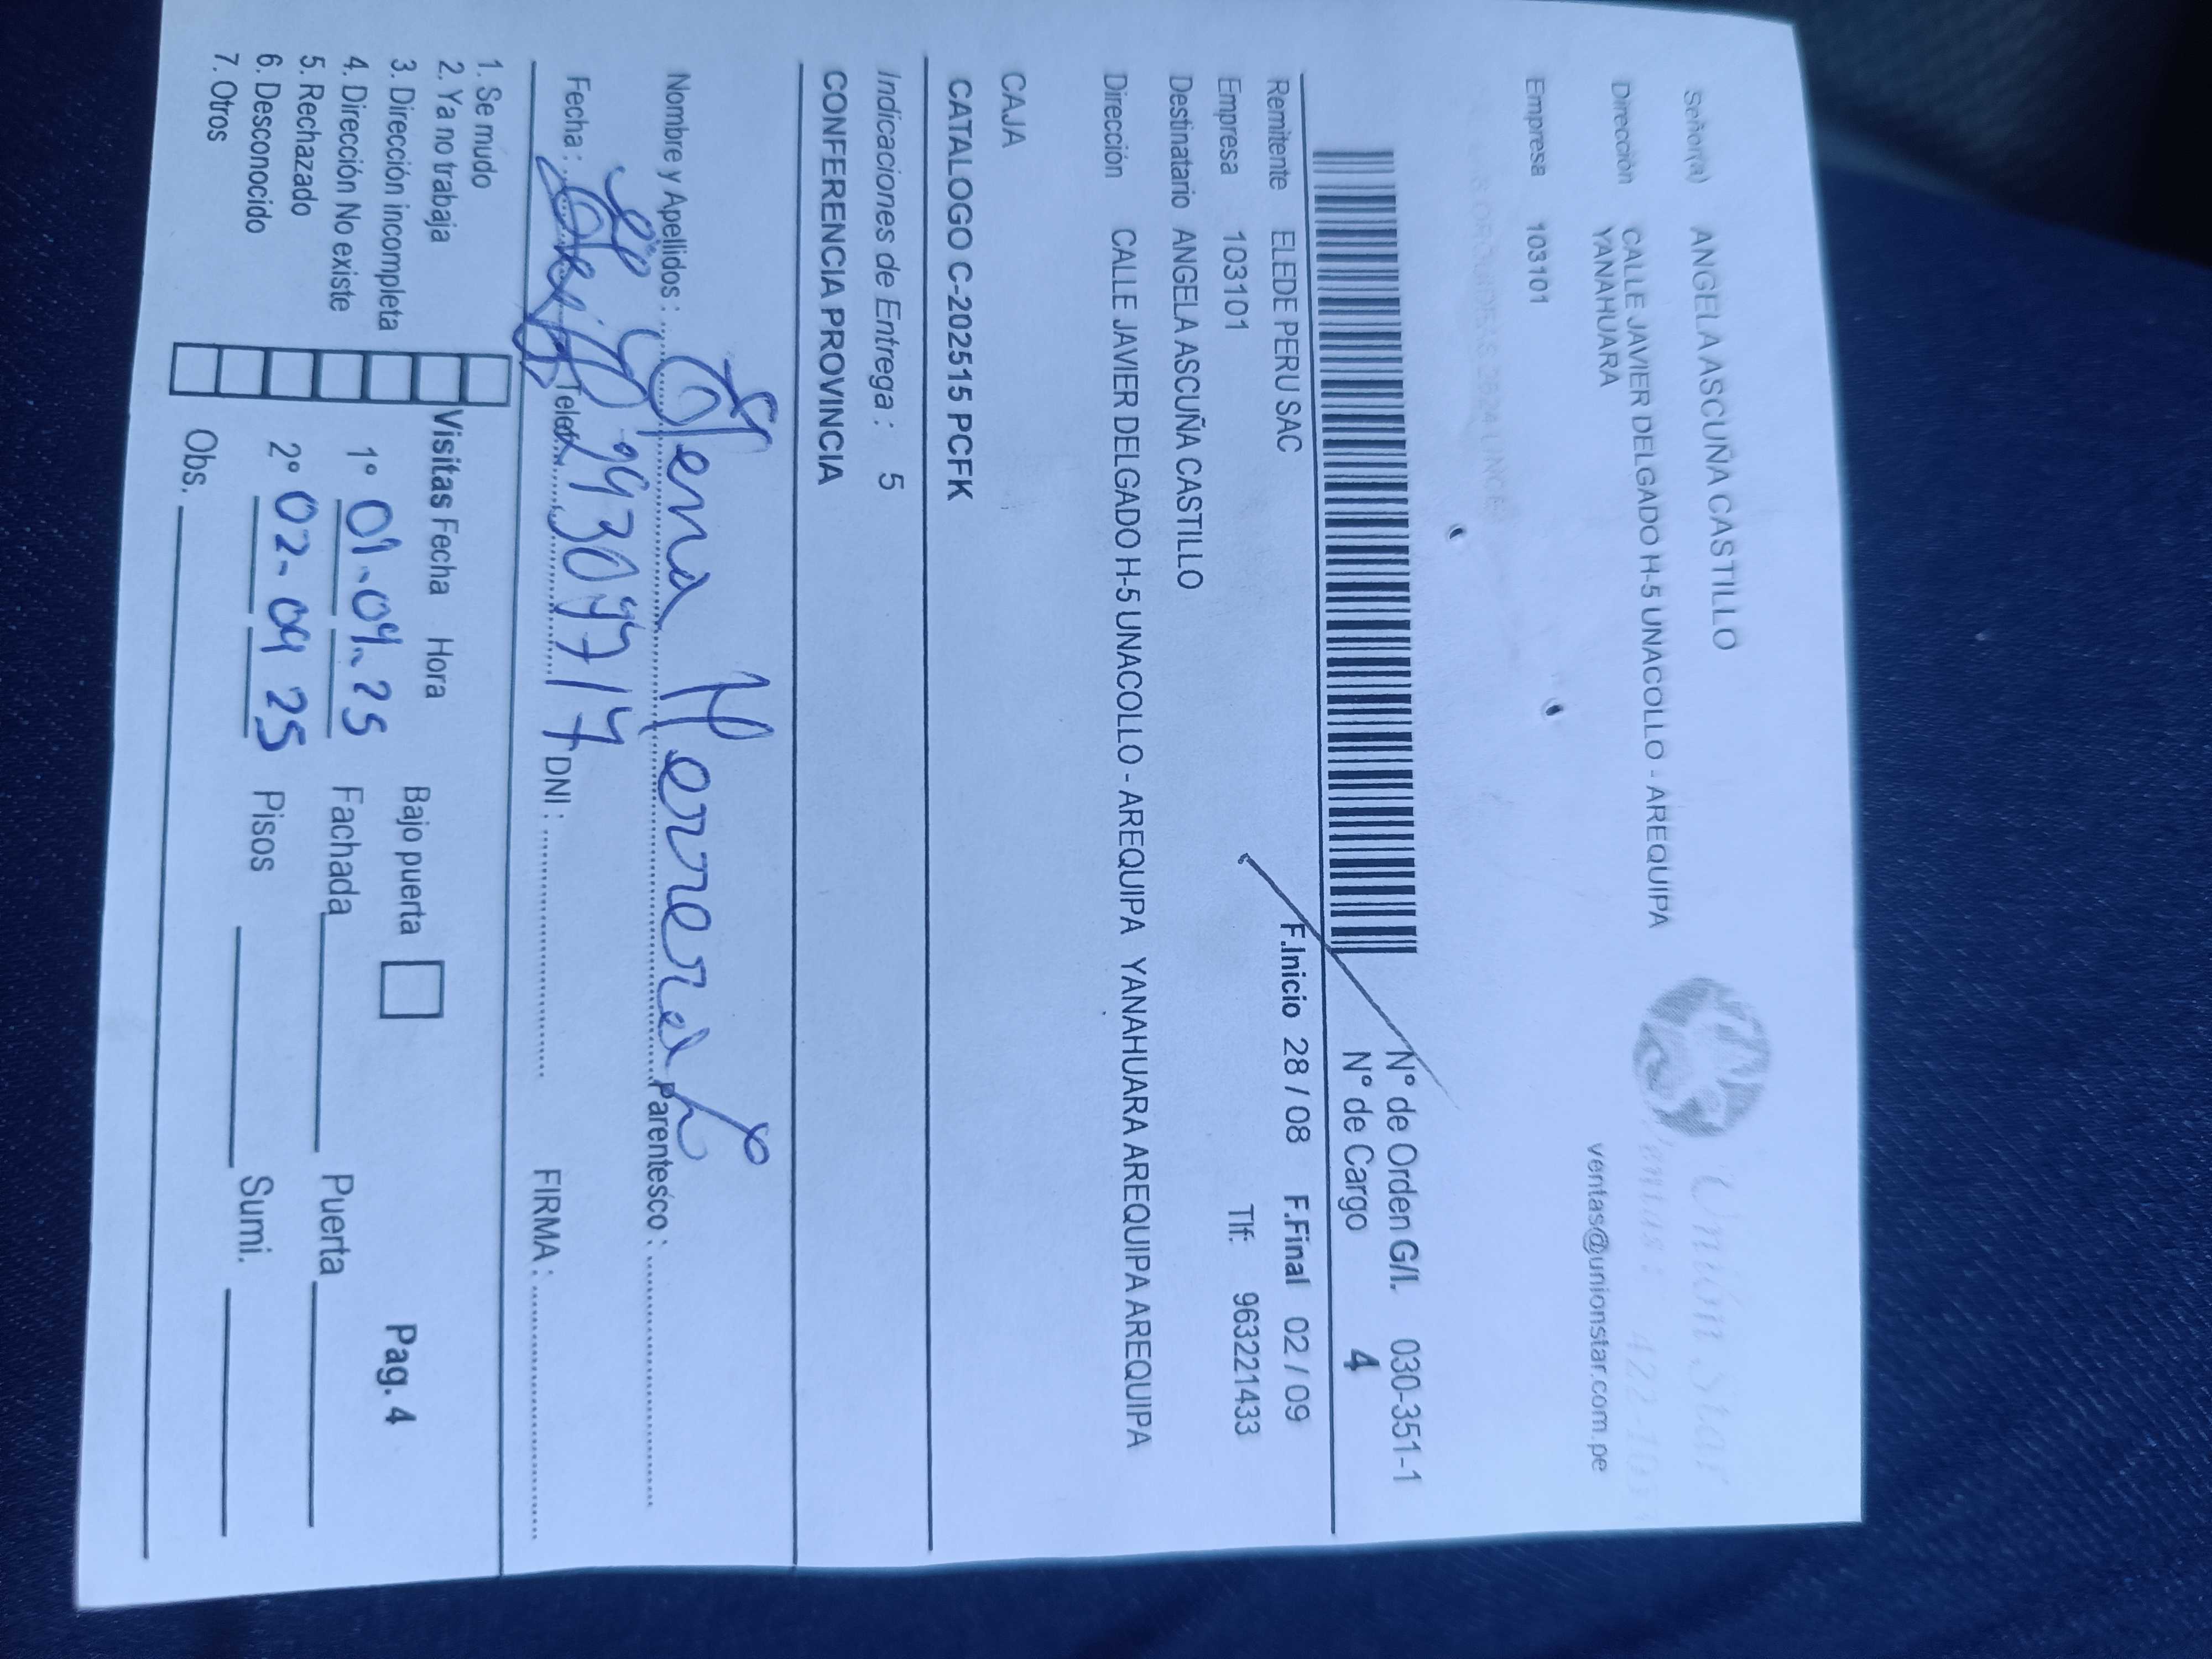 Señor(a) ANGELA ASCUÑA CASTILLO
Unión Star
Dirección CALLE JAVIER DELGADO H-5 UNACOLLO - AREQUIPA
YANAHUARA
ventas@unionstar.com.pe
Empresa 103101
N° de Orden G/I. 030-351-1
N° de Cargo 4
Remitente ELEDE PERU SAC F.Inicio 28 / 08 F.Final 02 / 09
Empresa 103101 Tlf: 963221433
Destinatario ANGELA ASCUÑA CASTILLO
Dirección CALLE JAVIER DELGADO H-5 UNACOLLO - AREQUIPA YANAHUARA AREQUIPA AREQUIPA
CAJA
CATALOGO C-202515 PCFK
Indicaciones de Entrega : 5
CONFERENCIA PROVINCIA
Nombre y Apellidos : Elena Herrera Parentesco :
Fecha : Telef. DNI : FIRMA :
1. Se mudo
2. Ya no trabaja
3. Dirección incompleta
4. Dirección No existe
5. Rechazado
6. Desconocido
7. Otros
Visitas Fecha Hora Bajo puerta Pag. 4
1° 01-09-25 Fachada Puerta
2° 02-09 25 Pisos Sumi.
Obs.